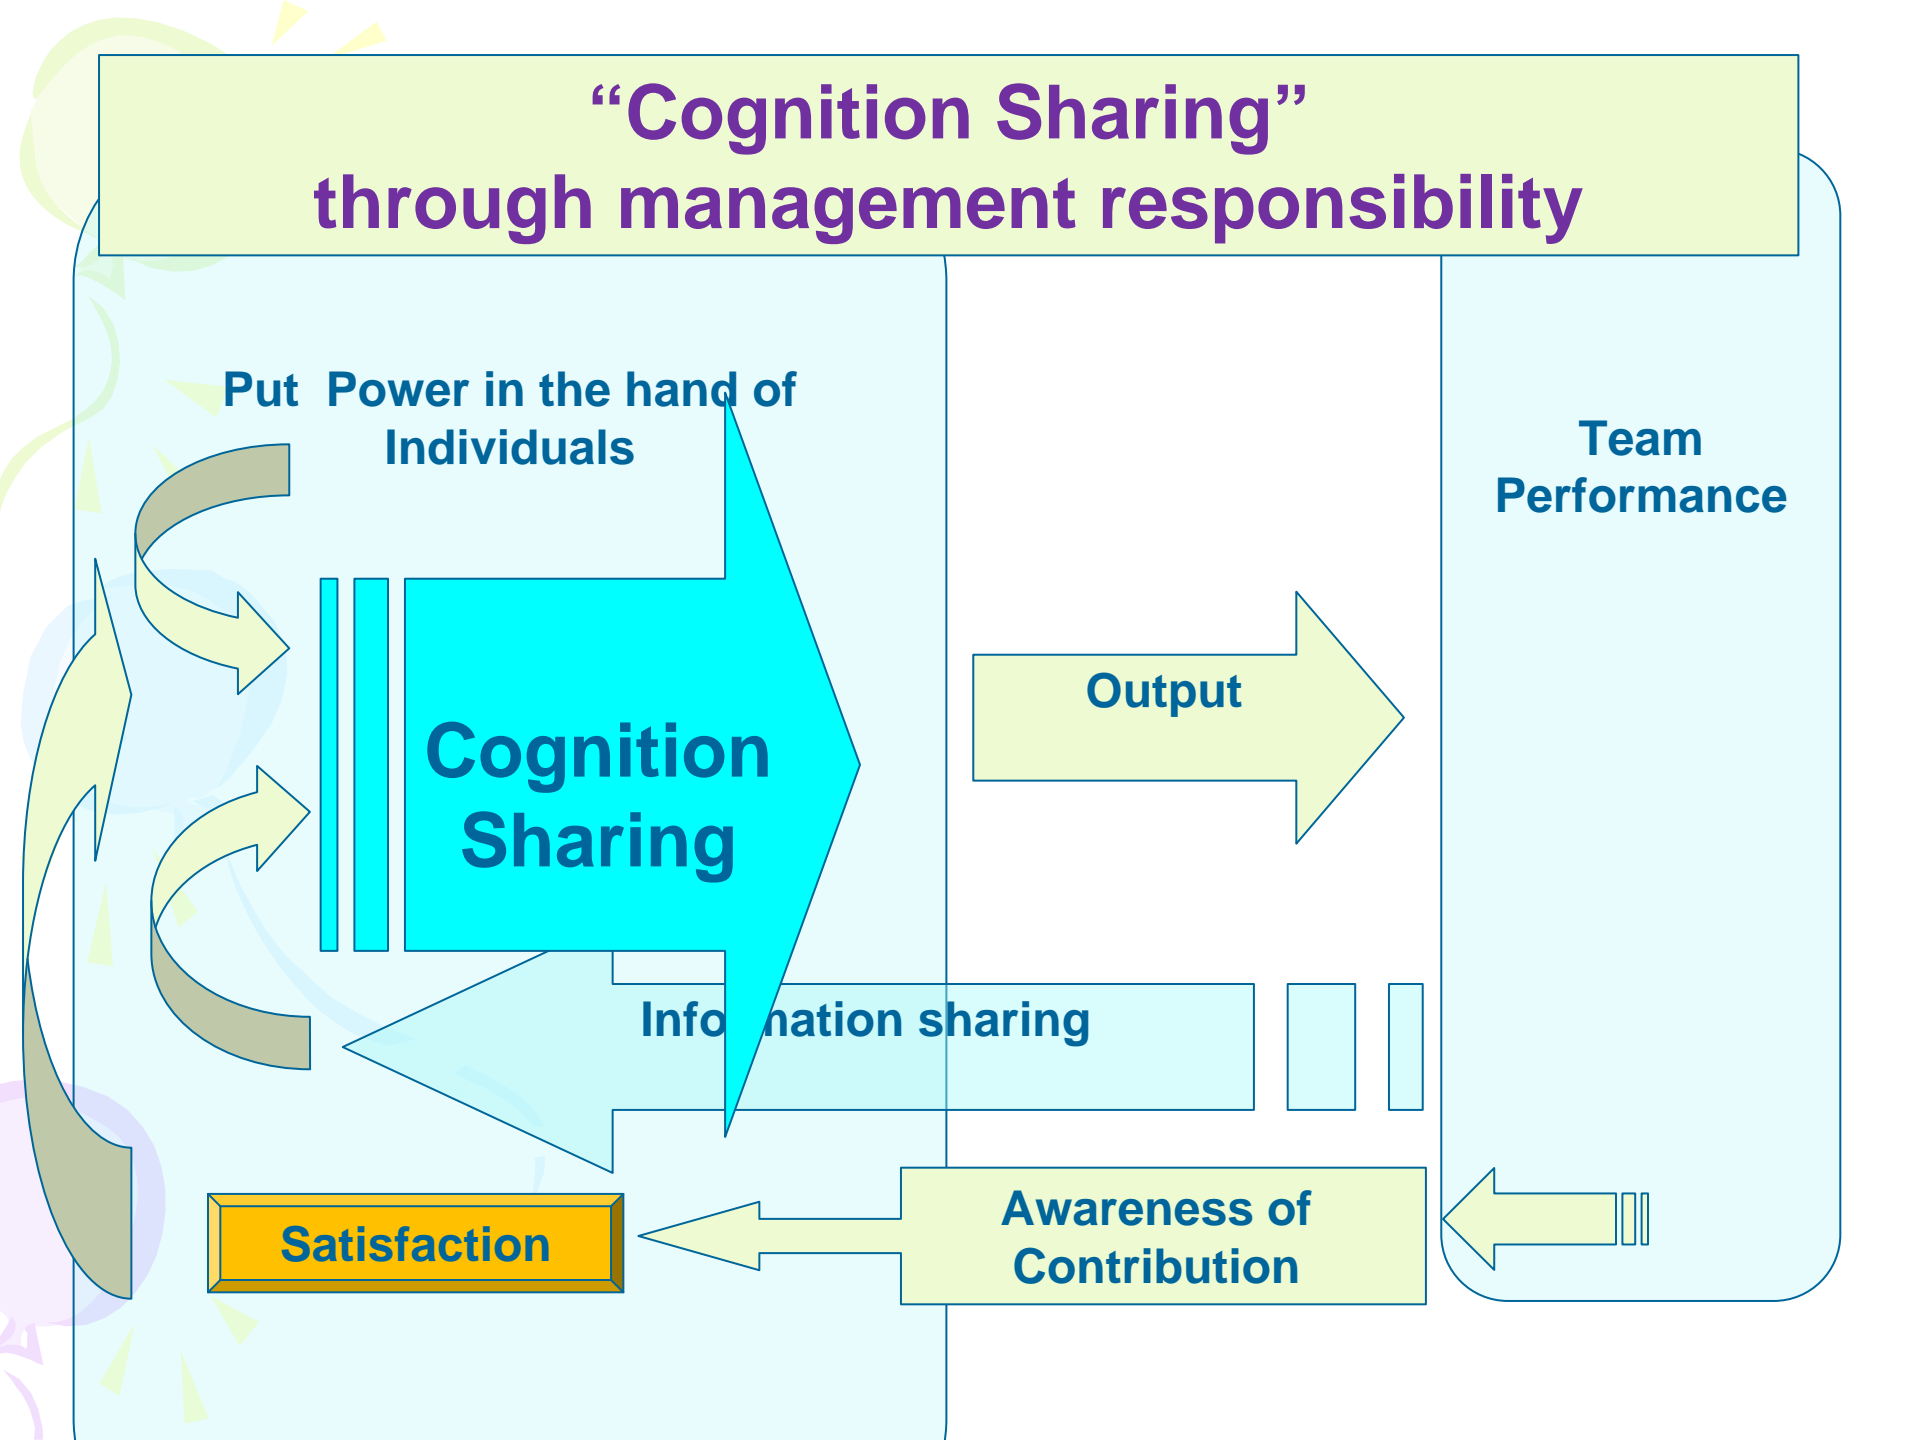 “Cognition Sharing”
through management responsibility
Put Power in the hand of
Individuals
Team
Performance
Output
Cognition
Sharing
Information sharing
Awareness of
Contribution
Satisfaction